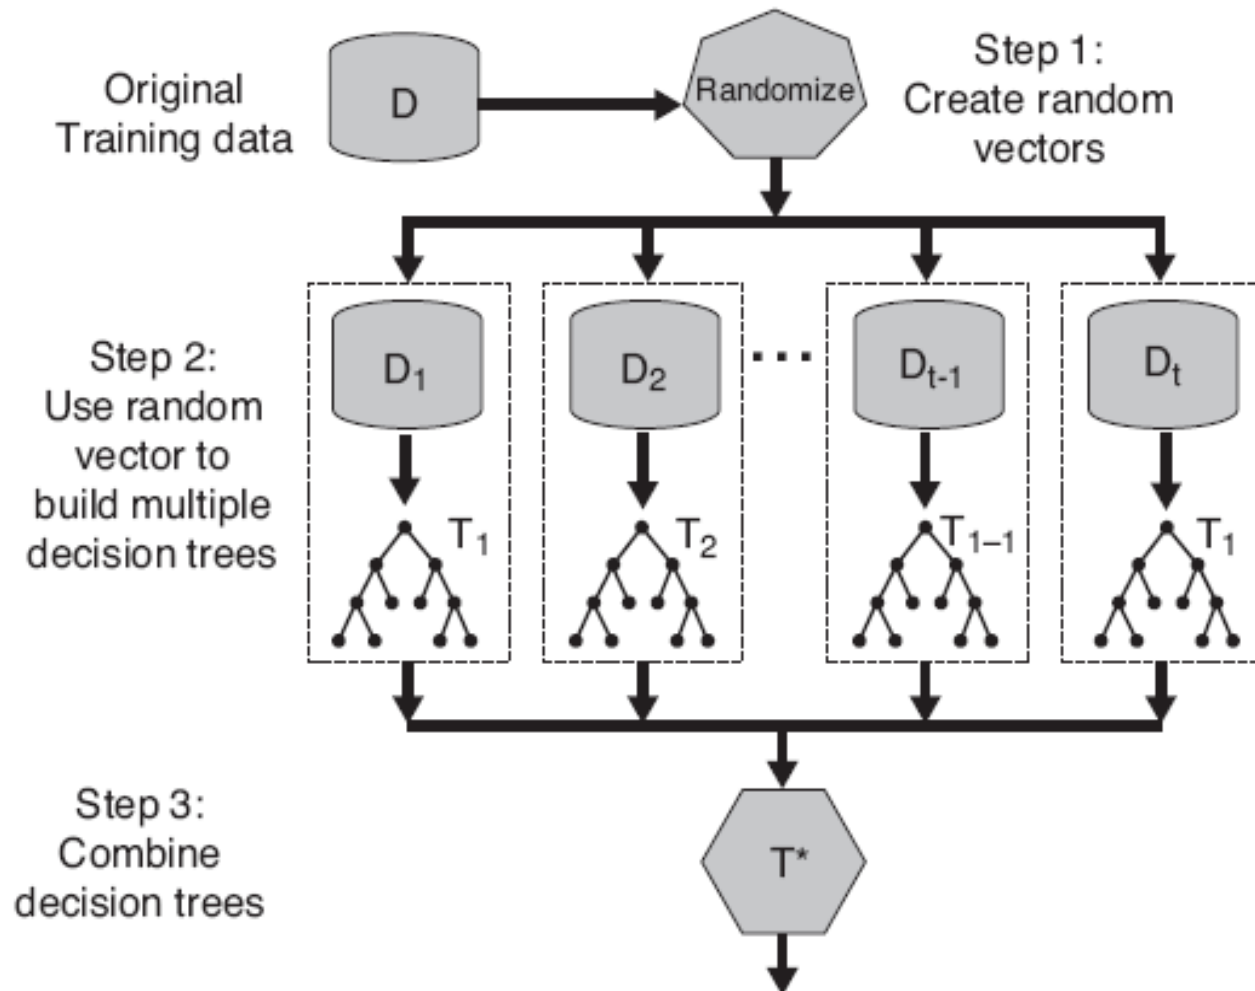 Original
Training data
D
Randomize
Step 1:
Create random
vectors
Step 2:
Use random
vector to
build multiple
decision trees
D₁
D₂
...
Dₜ₋₁
Dₜ
T₁
T₂
T₁₋₁
T₁
Step 3:
Combine
decision trees
T*